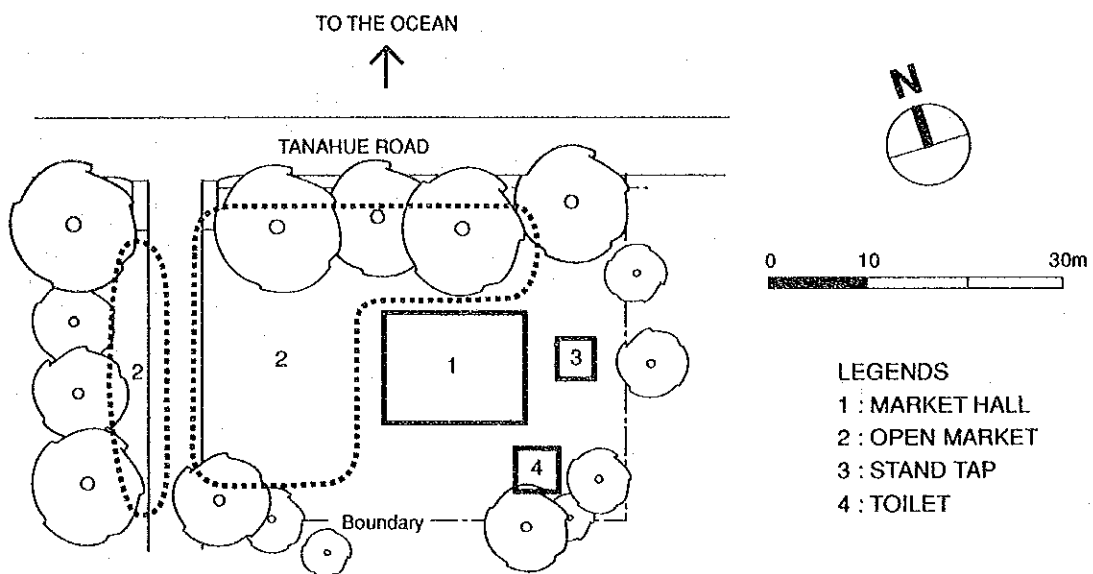 TO THE OCEAN
N
TANAHUE ROAD
0 10 30m
2
2
1
3
4
Boundary
LEGENDS
1 : MARKET HALL
2 : OPEN MARKET
3 : STAND TAP
4 : TOILET